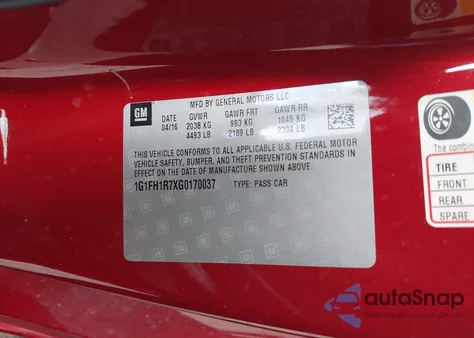 GM
MFD BY GENERAL MOTORS LLC
DATE GVWR GAWR FRT GAWR RR
04/16 2038 KG 993 KG 1045 KG
4493 LB 2189 LB 2304 LB
THIS VEHICLE CONFORMS TO ALL APPLICABLE U.S. FEDERAL MOTOR
VEHICLE SAFETY, BUMPER, AND THEFT PREVENTION STANDARDS IN
EFFECT ON THE DATE OF MANUFACTURE SHOWN ABOVE.
1G1FH1R7XG0170037 TYPE: PASS CAR
The combin
TIRE
FRONT
REAR
SPARE
autoSnap